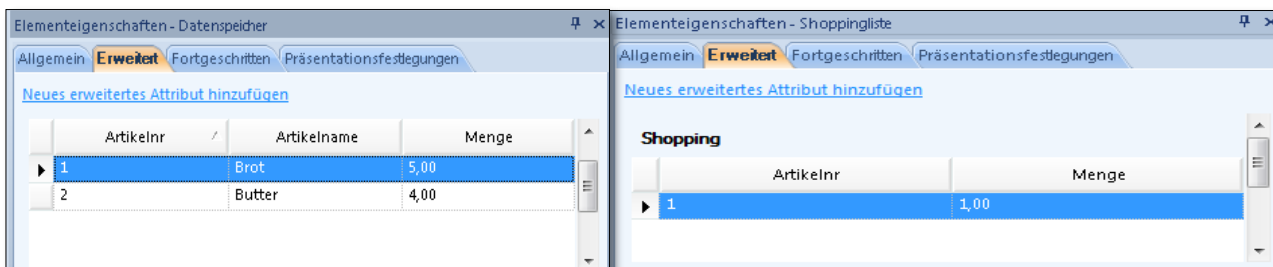 Elementeigenschaften - Datenspeicher
Allgemein Erweitert Fortgeschritten Präsentationsfestlegungen
Neues erweitertes Attribut hinzufügen
Artikelnr Artikelname Menge
1 Brot 5,00
2 Butter 4,00
Elementeigenschaften - Shoppingliste
Allgemein Erweitert Fortgeschritten Präsentationsfestlegungen
Neues erweitertes Attribut hinzufügen
Shopping
Artikelnr Menge
1 1,00